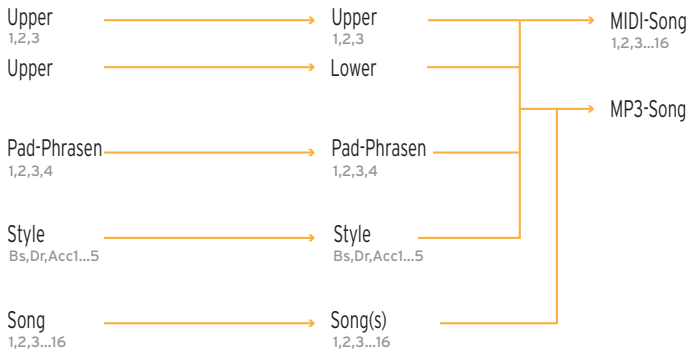 Upper
1,2,3
Upper
1,2,3
MIDI-Song
1,2,3...16
Upper
Lower
MP3-Song
Pad-Phrasen
1,2,3,4
Pad-Phrasen
1,2,3,4
Style
Bs,Dr,Acc1...5
Style
Bs,Dr,Acc1...5
Song
1,2,3...16
Song(s)
1,2,3...16